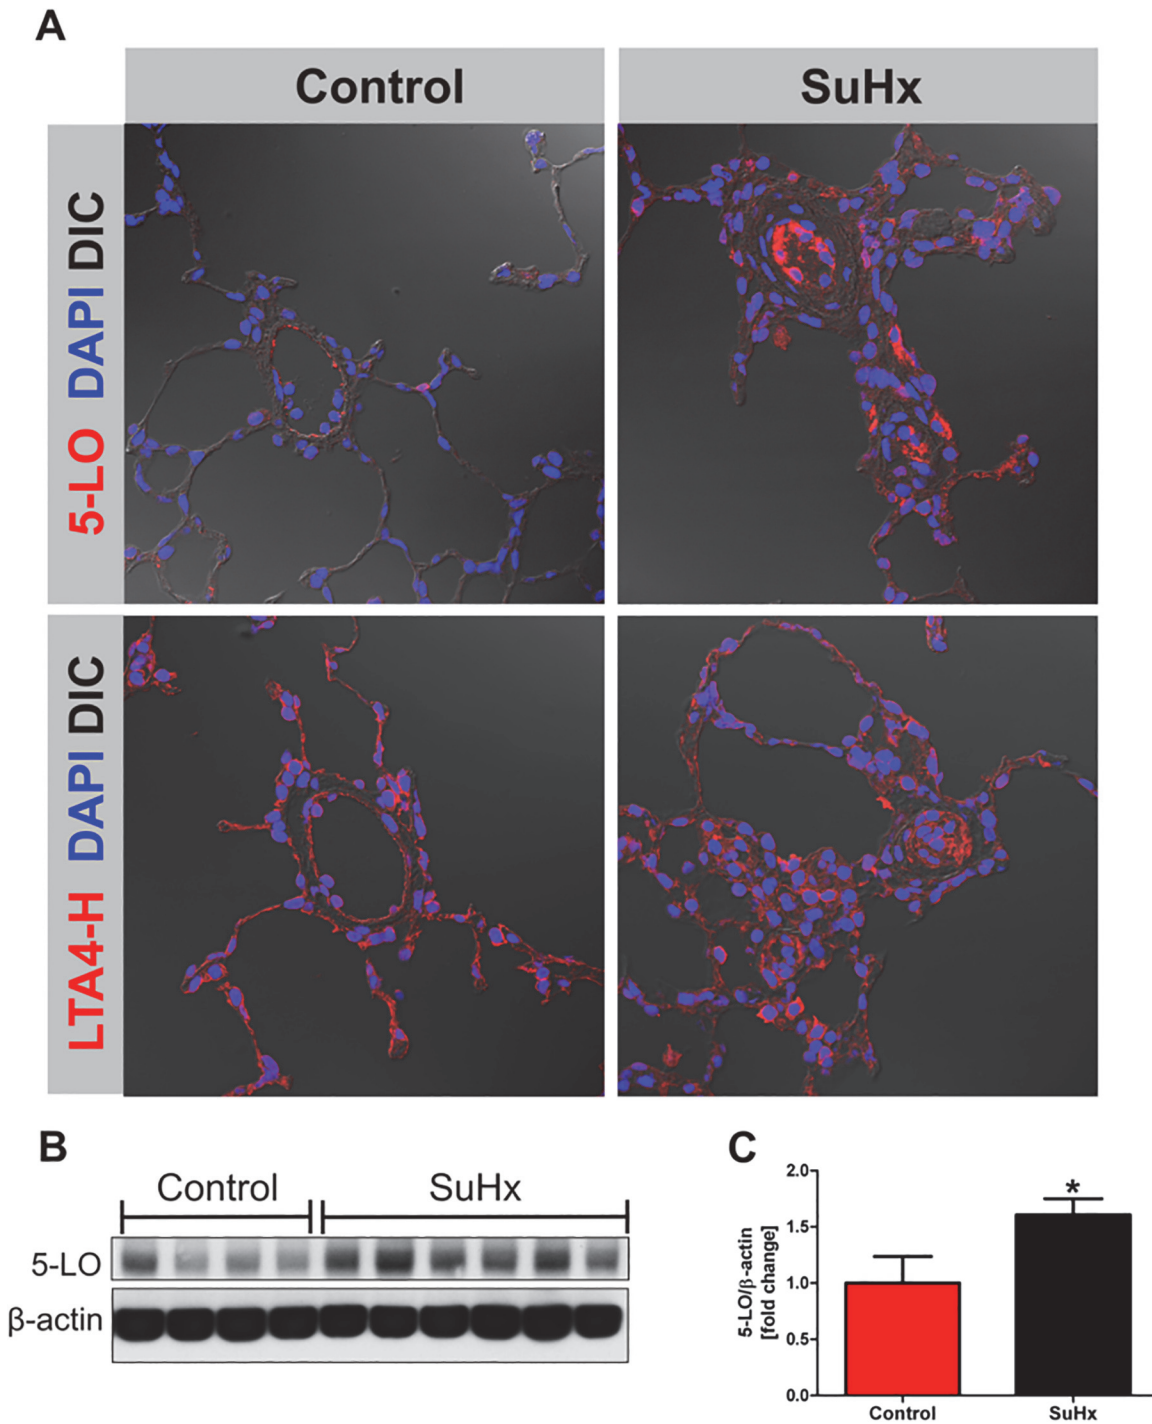 A
Control
SuHx
5-LO DAPI DIC
LTA4-H DAPI DIC
B
Control
SuHx
5-LO
β-actin
C
2.0
1.5
1.0
0.5
0.0
5-LO/β-actin
[fold change]
*
Control
SuHx